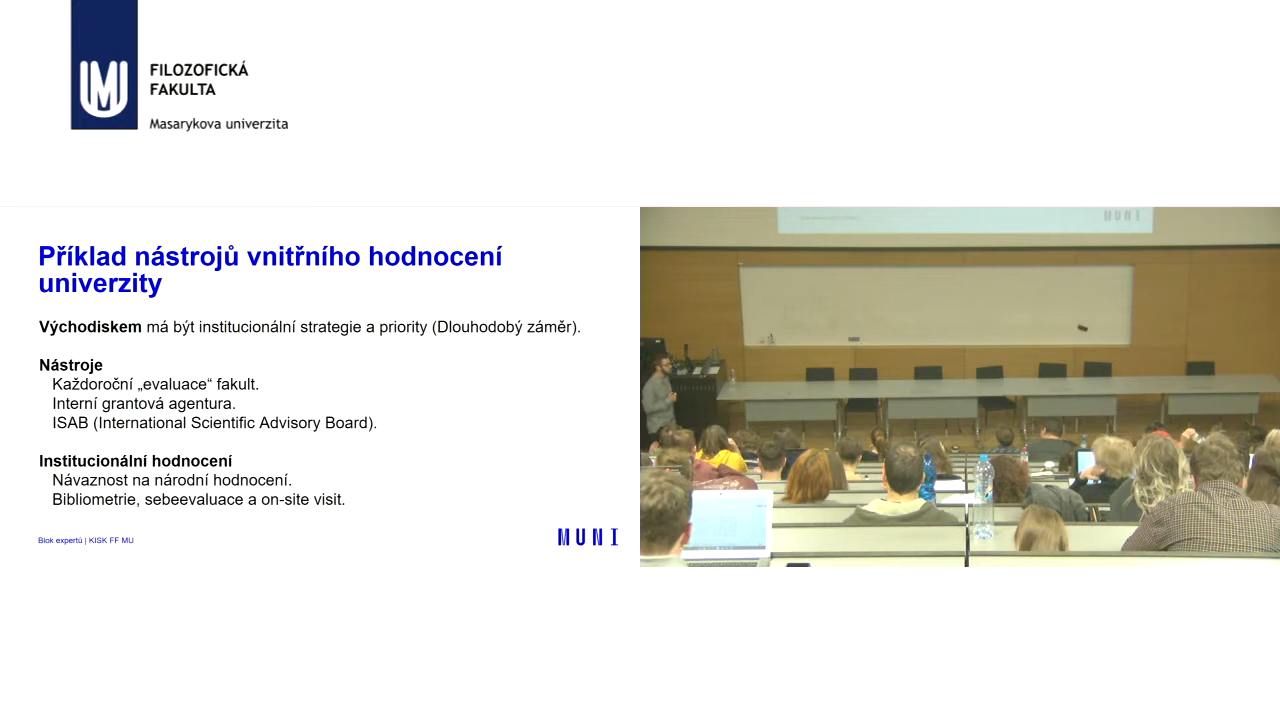 FILOZOFICKÁ
FAKULTA
Masarykova univerzita
Příklad nástrojů vnitřního hodnocení
univerzity
Východiskem má být institucionální strategie a priority (Dlouhodobý záměr).
Nástroje
Každoroční „evaluace“ fakult.
Interní grantová agentura.
ISAB (International Scientific Advisory Board).
Institucionální hodnocení
Návaznost na národní hodnocení.
Bibliometrie, sebeevaluace a on-site visit.
Blok expertů | KISK FF MU
MUNI
MUNI